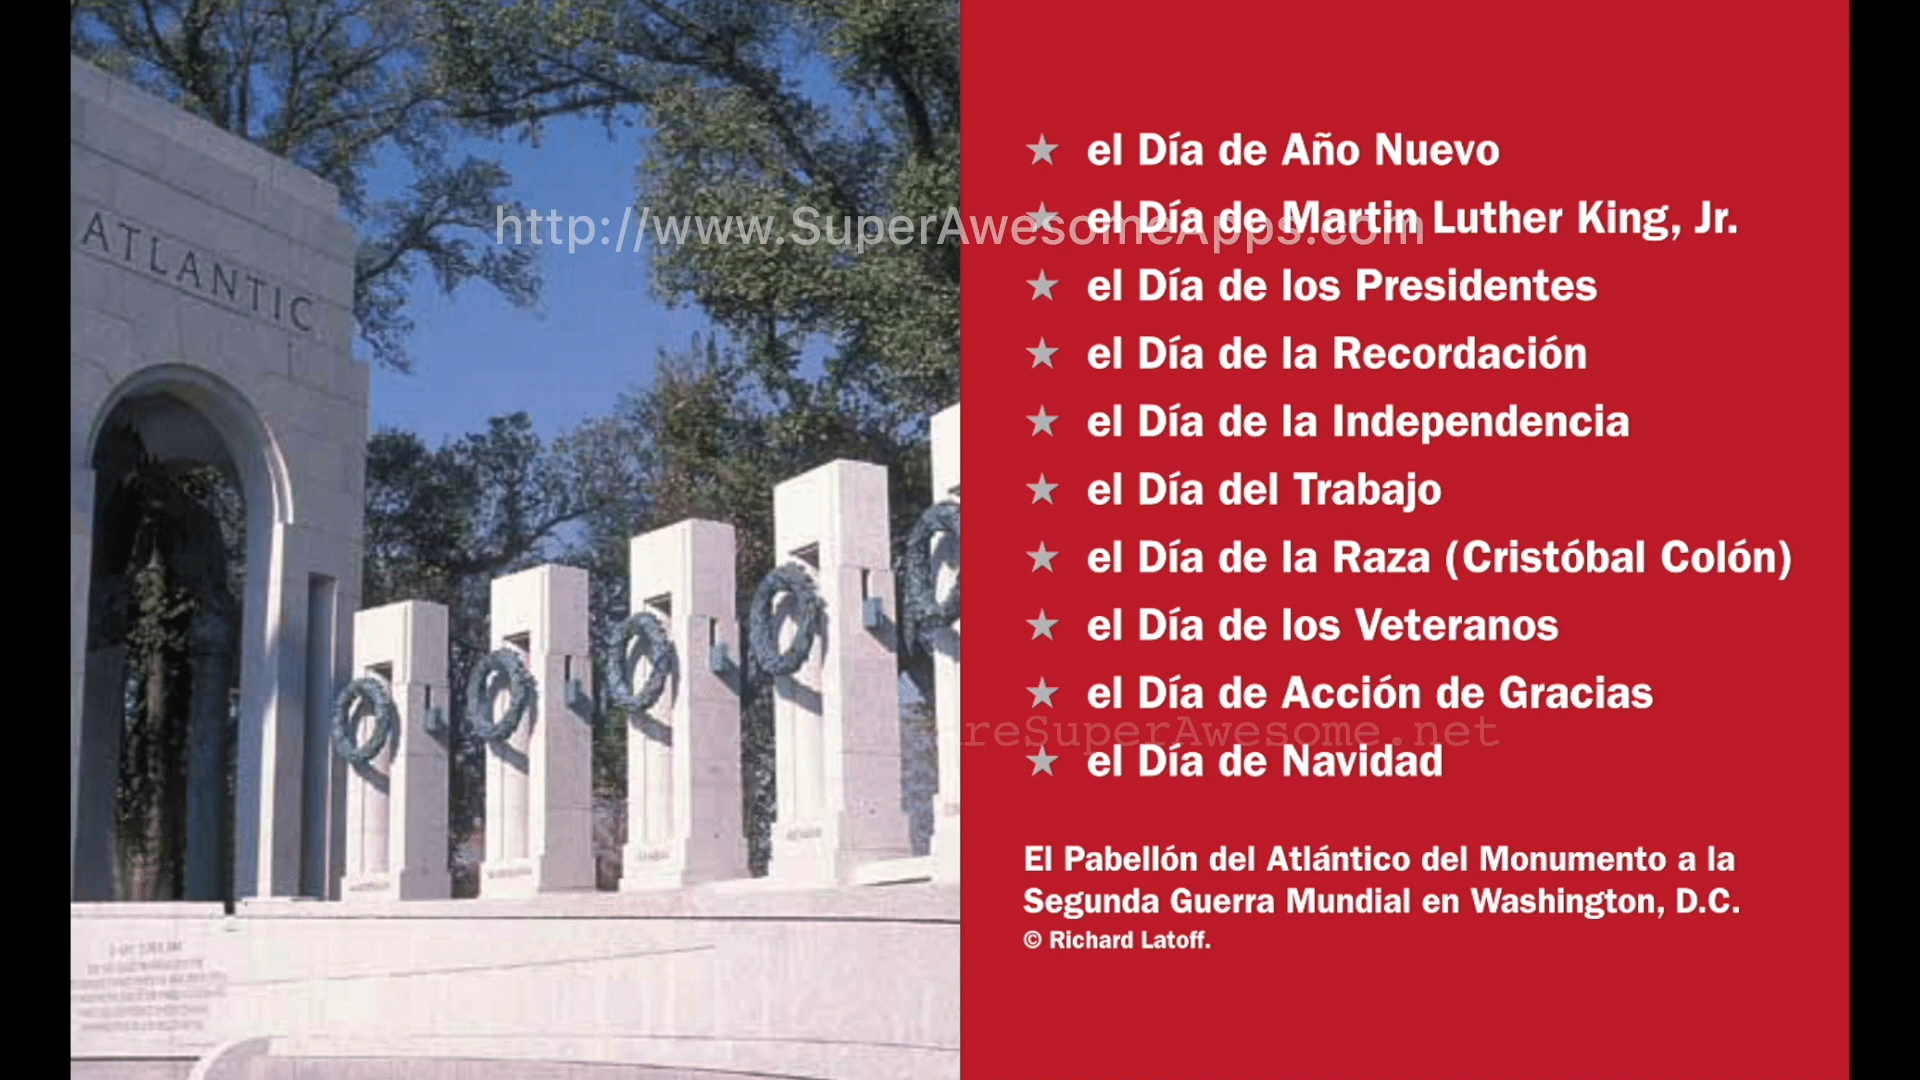 ATLANTIC
http://www.SuperAwesomeApps.com
★ el Día de Año Nuevo
★ el Día de Martin Luther King, Jr.
★ el Día de los Presidentes
★ el Día de la Recordación
★ el Día de la Independencia
★ el Día del Trabajo
★ el Día de la Raza (Cristóbal Colón)
★ el Día de los Veteranos
★ el Día de Acción de Gracias
★ el Día de Navidad
El Pabellón del Atlántico del Monumento a la
Segunda Guerra Mundial en Washington, D.C.
© Richard Latoff.